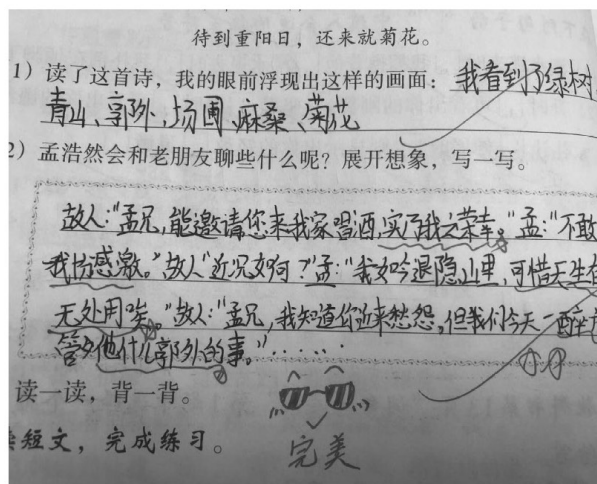 待到重阳日，还来就菊花。
1）读了这首诗，我的眼前浮现出这样的画面：我看到了绿树、
青山、郭外、场圃、麻桑、菊花
2）孟浩然会和老朋友聊些什么呢？展开想象，写一写。
故人：“孟兄，能邀请您来我家喝酒，实乃我之荣幸。”孟：“不敢
我十分感激。”故人：“近况如何？”孟：“我如今退隐山里，可惜天生
无处用唉。”故人：“孟兄，我知道你近来愁怨，但我们今天一醉
管他什么郭外的事。”……
读一读，背一背。
读短文，完成练习。
完美